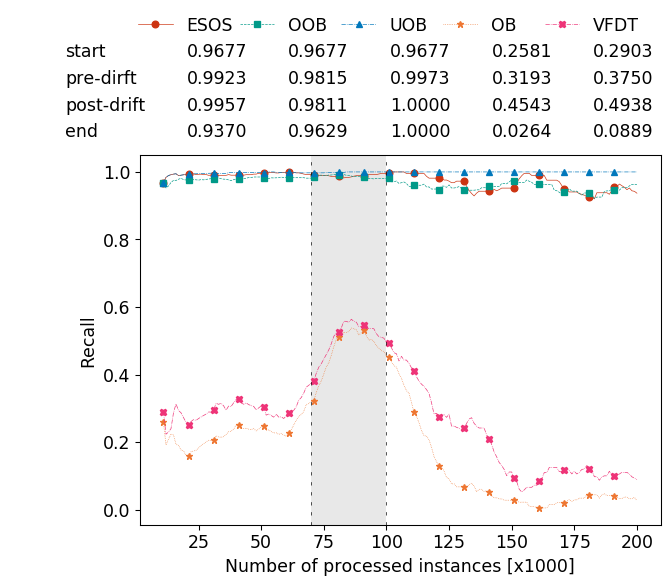 ESOS OOB UOB OB VFDT
start 0.9677 0.9677 0.9677 0.2581 0.2903
pre-dirft 0.9923 0.9815 0.9973 0.3193 0.3750
post-drift 0.9957 0.9811 1.0000 0.4543 0.4938
end 0.9370 0.9629 1.0000 0.0264 0.0889
1.0
0.8
0.6
0.4
0.2
0.0
Recall
25 50 75 100 125 150 175 200
Number of processed instances [x1000]